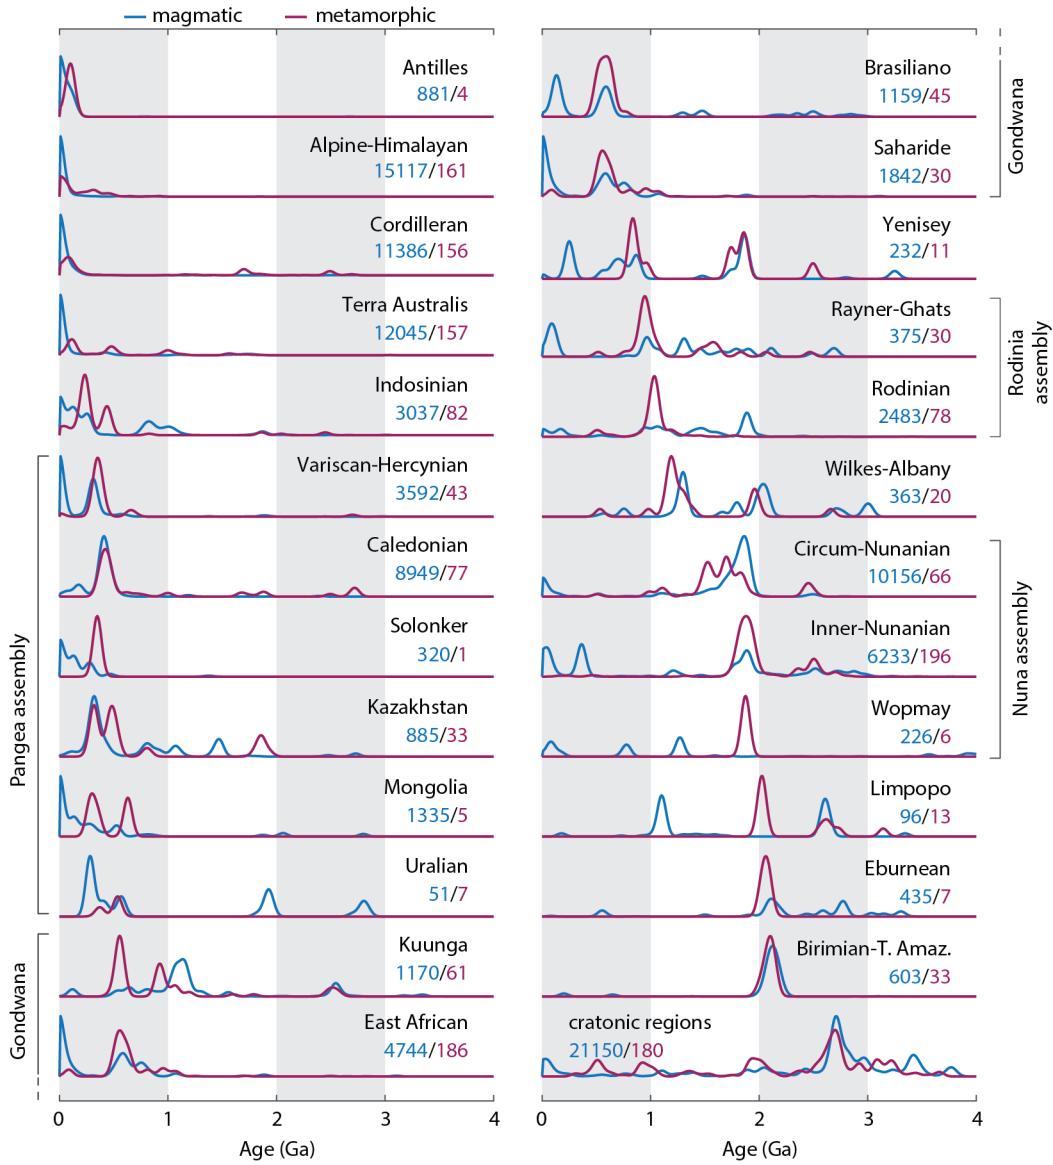 magmatic metamorphic
Antilles
881/4
Alpine-Himalayan
15117/161
Cordilleran
11386/156
Terra Australis
12045/157
Indosinian
3037/82
Variscan-Hercynian
3592/43
Caledonian
8949/77
Solonker
320/1
Kazakhstan
885/33
Mongolia
1335/5
Uralian
51/7
Kuunga
1170/61
East African
4744/186
Pangea assembly
Gondwana
0 1 2 3 4
Age (Ga)
Brasiliano
1159/45
Saharide
1842/30
Yenisey
232/11
Rayner-Ghats
375/30
Rodinian
2483/78
Wilkes-Albany
363/20
Circum-Nunanian
10156/66
Inner-Nunanian
6233/196
Wopmay
226/6
Limpopo
96/13
Eburnean
435/7
Birimian-T. Amaz.
603/33
cratonic regions
21150/180
Gondwana
Rodinia
assembly
Nuna assembly
0 1 2 3 4
Age (Ga)